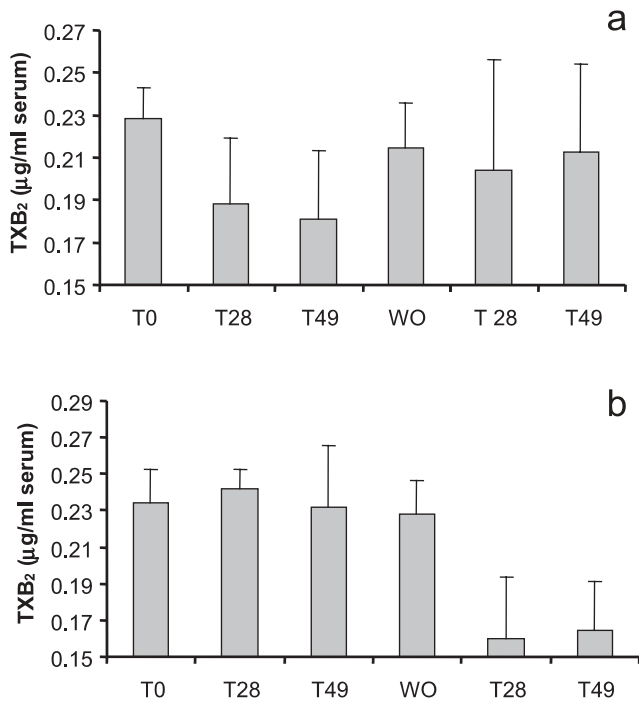 a
0.27
0.25
0.23
0.21
0.19
0.17
0.15
TXB₂ (µg/ml serum)
T0 T28 T49 WO T 28 T49
b
0.29
0.27
0.25
0.23
0.21
0.19
0.17
0.15
TXB₂ (µg/ml serum)
T0 T28 T49 WO T28 T49